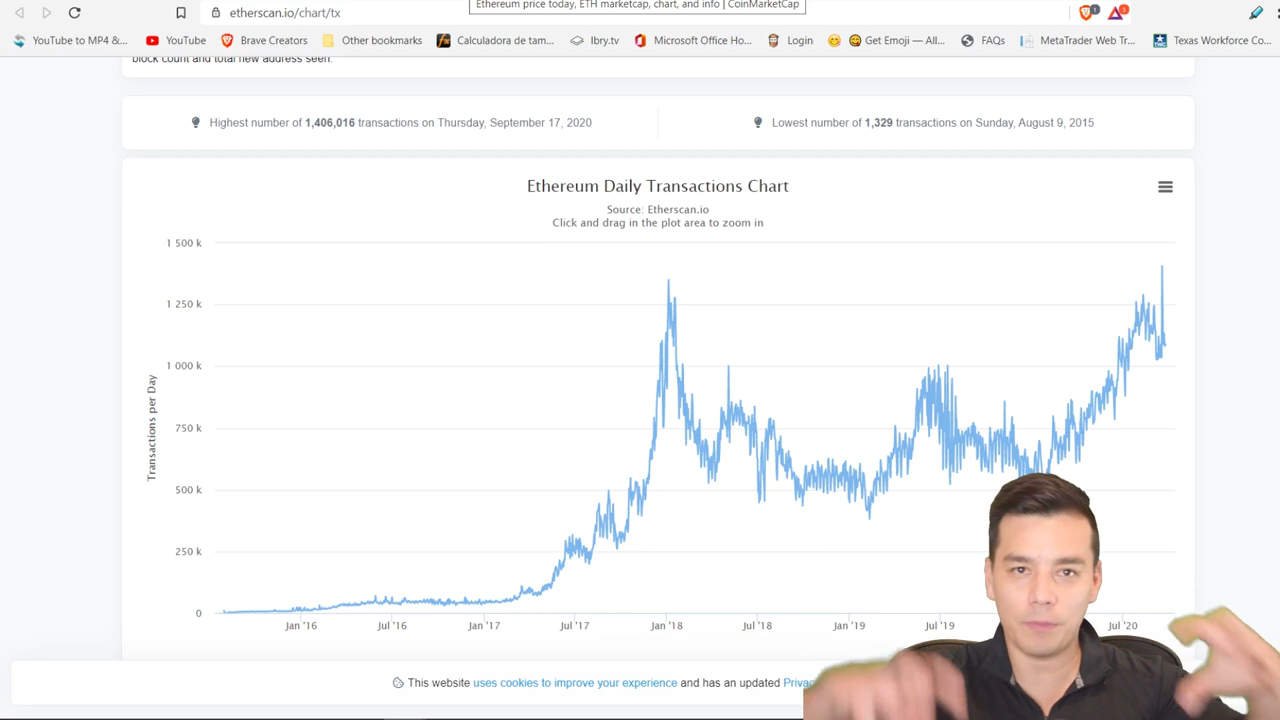 etherscan.io/chart/tx
Ethereum price today, ETH marketcap, chart, and info | CoinMarketCap
1
3
YouTube to MP4 &... YouTube Brave Creators Other bookmarks Calculadora de tam... lbry.tv Microsoft Office Ho... Login Get Emoji — All... FAQs MetaTrader Web Tr... Texas Workforce Co...
block count and total new address seen.
Highest number of 1,406,016 transactions on Thursday, September 17, 2020
Lowest number of 1,329 transactions on Sunday, August 9, 2015
Ethereum Daily Transactions Chart
Source: Etherscan.io
Click and drag in the plot area to zoom in
Transactions per Day
1 500 k
1 250 k
1 000 k
750 k
500 k
250 k
0
Jan '16 Jul '16 Jan '17 Jul '17 Jan '18 Jul '18 Jan '19 Jul '19 Jul '20
This website uses cookies to improve your experience and has an updated